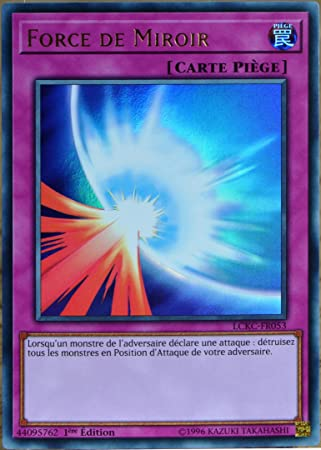 FORCE DE MIROIR
PIÈGE
罠
[CARTE PIÈGE]
LCKC-FR053
Lorsqu'un monstre de l'adversaire déclare une attaque : détruisez
tous les monstres en Position d'Attaque de votre adversaire.
44095762
1ère Édition
©1996 KAZUKI TAKAHASHI